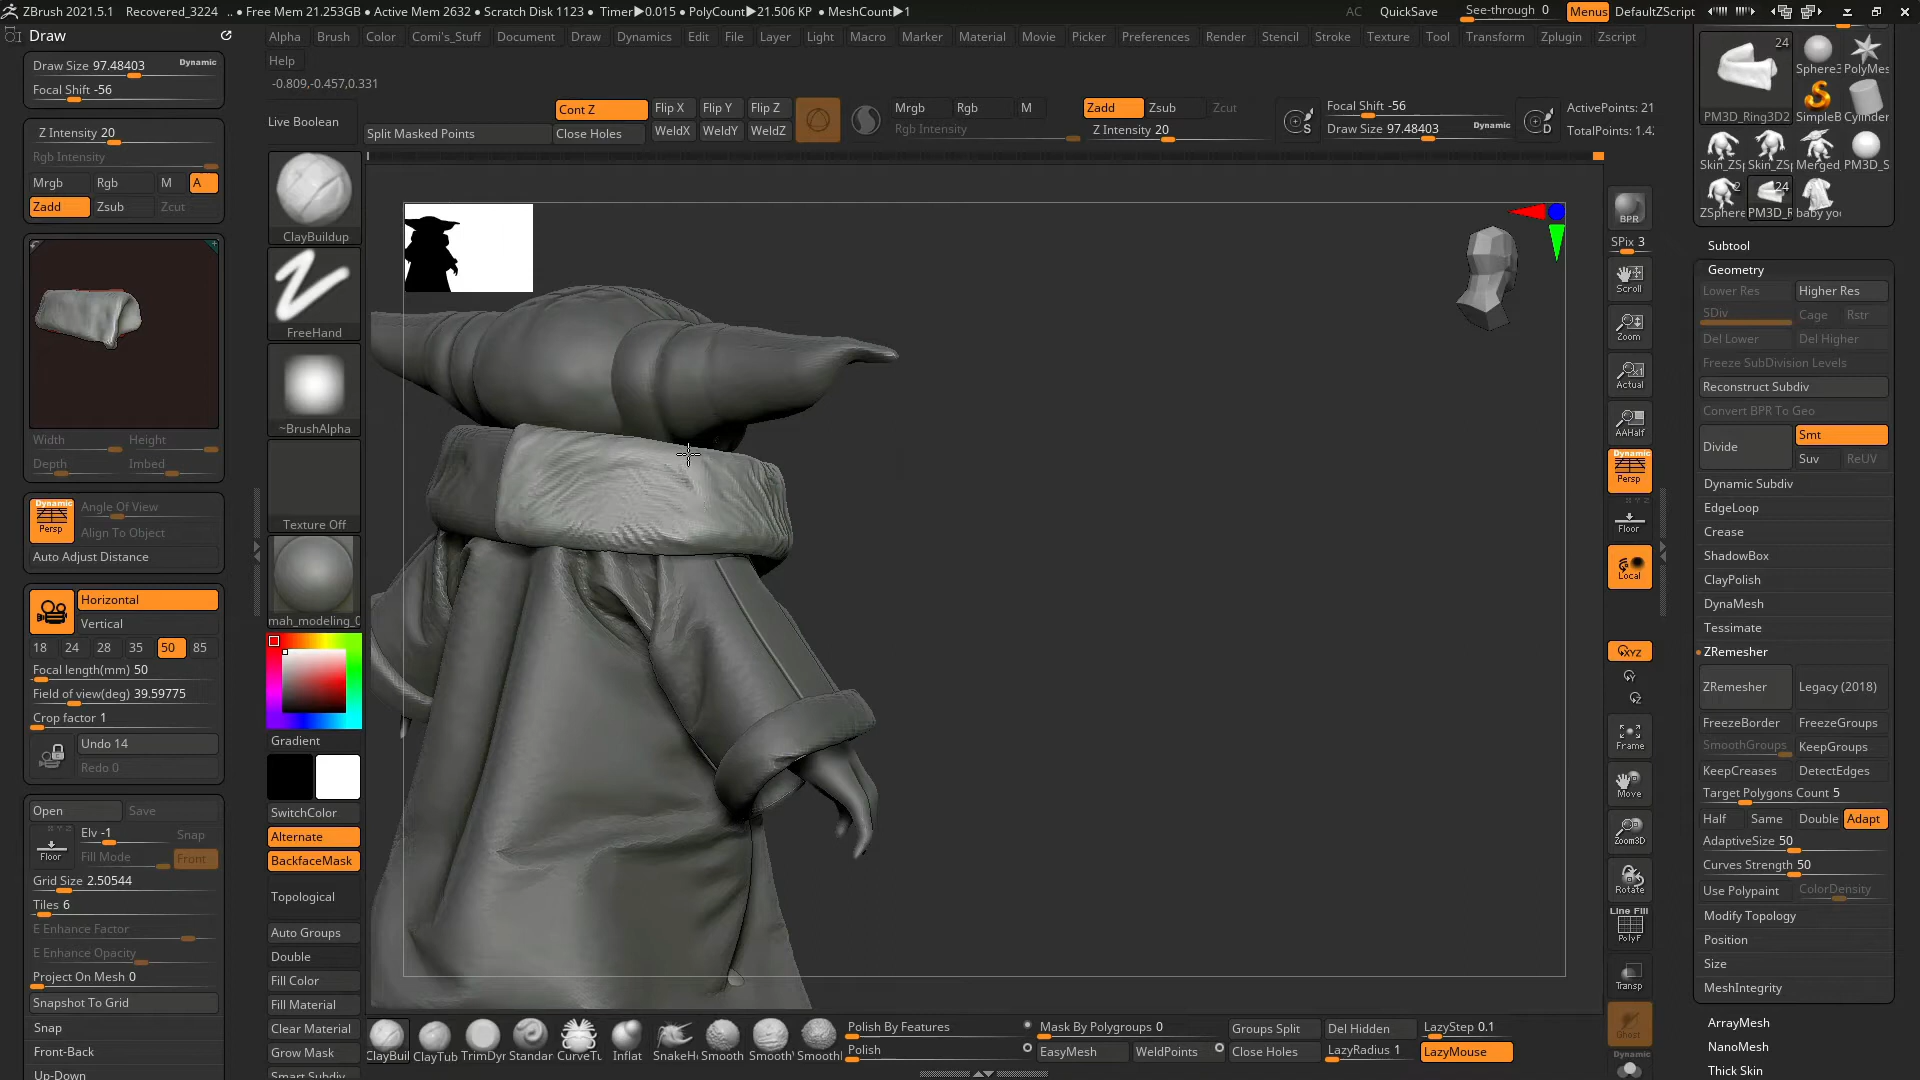 ZBrush 2021.5.1 Recovered_3224 .. ● Free Mem 21.253GB ● Active Mem 2632 ● Scratch Disk 1123 ● Timer▶0.015 ● PolyCount▶21.506 KP ● MeshCount▶1
AC QuickSave See-through 0 Menus DefaultZScript
Draw
Alpha Brush Color Comi's_Stuff Document Draw Dynamics Edit File Layer Light Macro Marker Material Movie Picker Preferences Render Stencil Stroke Texture Tool Transform Zplugin Zscript
Help
-0.809,-0.457,0.331
Draw Size 97.48403 Dynamic
Focal Shift -56
Z Intensity 20
Rgb Intensity
Mrgb Rgb M A
Zadd Zsub Zcut
Width Height
Depth Imbed
Dynamic
Persp
Angle Of View
Align To Object
Auto Adjust Distance
Horizontal
Vertical
18 24 28 35 50 85
Focal length(mm) 50
Field of view(deg) 39.59775
Crop factor 1
Undo 14
Redo 0
Open Save
Floor
Elv -1 Snap
Fill Mode Front
Grid Size 2.50544
Tiles 6
E Enhance Factor
E Enhance Opacity
Project On Mesh 0
Snapshot To Grid
Snap
Front-Back
Up-Down
Live Boolean
Split Masked Points
Cont Z
Close Holes
Flip X Flip Y Flip Z
WeldX WeldY WeldZ
Mrgb Rgb M
Rgb Intensity
Zadd Zsub Zcut
Z Intensity 20
S
Focal Shift -56
Draw Size 97.48403 Dynamic
D
ActivePoints: 21
TotalPoints: 1.4
ClayBuildup
FreeHand
~BrushAlpha
Texture Off
mah_modeling_0
Gradient
SwitchColor
Alternate
BackfaceMask
Topological
Auto Groups
Double
Fill Color
Fill Material
Clear Material
Grow Mask
Smart Subdiv
BPR
SPix 3
Scroll
Zoom
Actual
AAHalf
Dynamic
Persp
Floor
Local
XYZ
Frame
Move
Zoom3D
Rotate
Line Fill
PolyF
Transp
Ghost
Dynamic
24
PM3D_Ring3D2
Sphere3 PolyMes
SimpleB Cylinder
Skin_ZSp Skin_ZSp Merged PM3D_S
2 24
ZSphere PM3D_R baby yo
Subtool
Geometry
Lower Res Higher Res
SDiv Cage Rstr
Del Lower Del Higher
Freeze SubDivision Levels
Reconstruct Subdiv
Convert BPR To Geo
Divide Smt
Suv ReUV
Dynamic Subdiv
EdgeLoop
Crease
ShadowBox
ClayPolish
DynaMesh
Tessimate
ZRemesher
ZRemesher Legacy (2018)
FreezeBorder FreezeGroups
SmoothGroups KeepGroups
KeepCreases DetectEdges
Target Polygons Count 5
Half Same Double Adapt
AdaptiveSize 50
Curves Strength 50
Use Polypaint ColorDensity
Modify Topology
Position
Size
MeshIntegrity
ArrayMesh
NanoMesh
Thick Skin
ClayBuil ClayTub TrimDyr Standar CurveTu Inflat SnakeH Smooth Smooth Smooth
Polish By Features
Polish
Mask By Polygroups 0
EasyMesh WeldPoints
Groups Split
Close Holes
Del Hidden
LazyRadius 1
LazyStep 0.1
LazyMouse